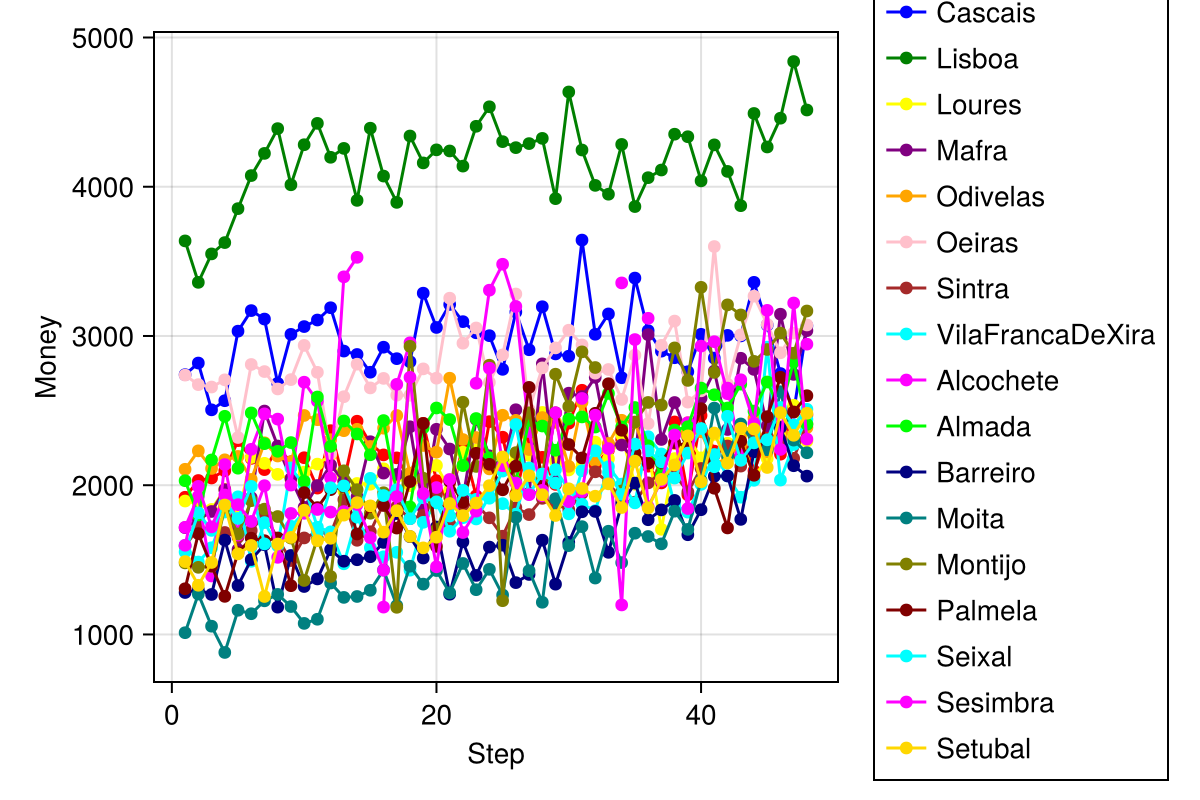 5000
4000
3000
2000
1000
Money
0 20 40
Step
Cascais
Lisboa
Loures
Mafra
Odivelas
Oeiras
Sintra
VilaFrancaDeXira
Alcochete
Almada
Barreiro
Moita
Montijo
Palmela
Seixal
Sesimbra
Setubal